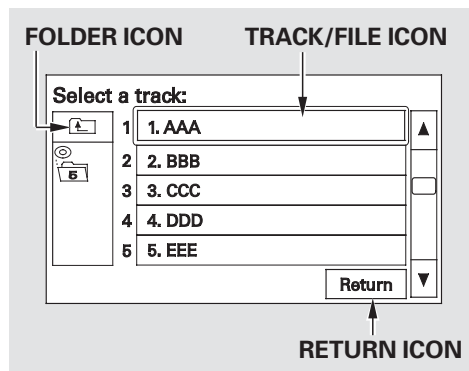 FOLDER ICON TRACK/FILE ICON
Select a track:
1 1. AAA
2 2. BBB
5
3 3. CCC
4 4. DDD
5 5. EEE
Return
RETURN ICON